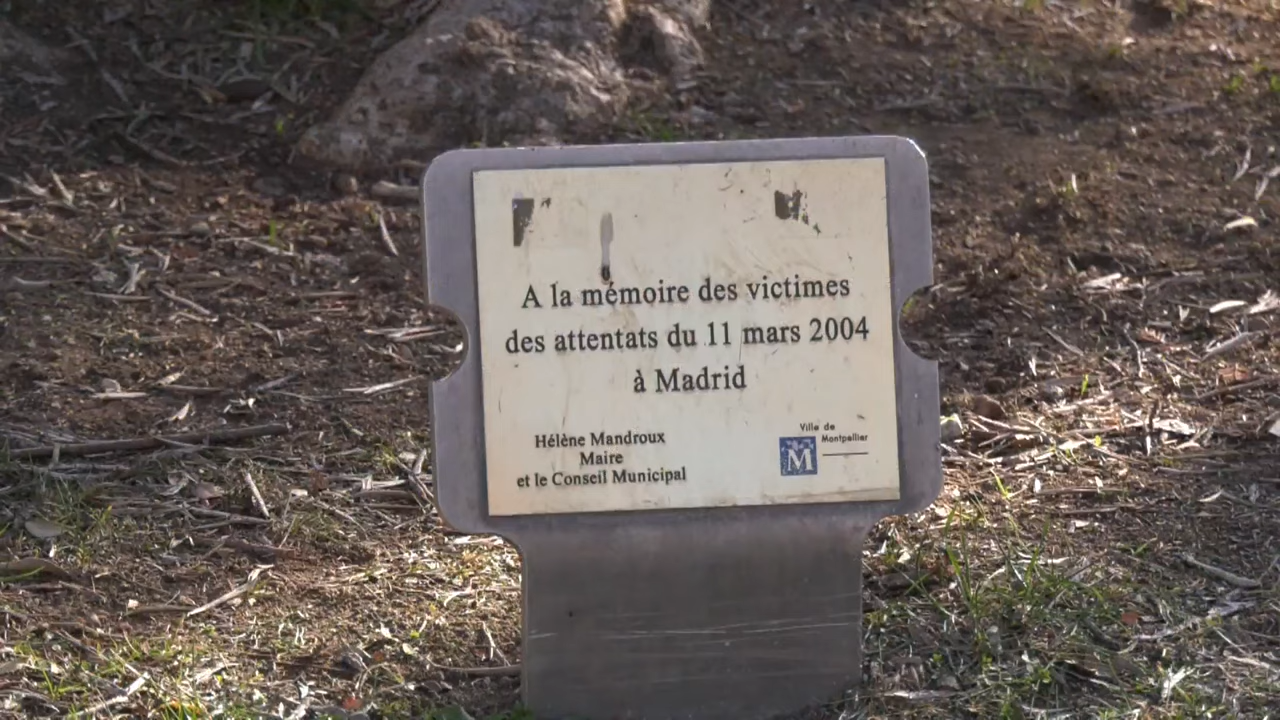 A la mémoire des victimes
des attentats du 11 mars 2004
à Madrid
Hélène Mandroux
Maire
et le Conseil Municipal
Ville de
Montpellier
M